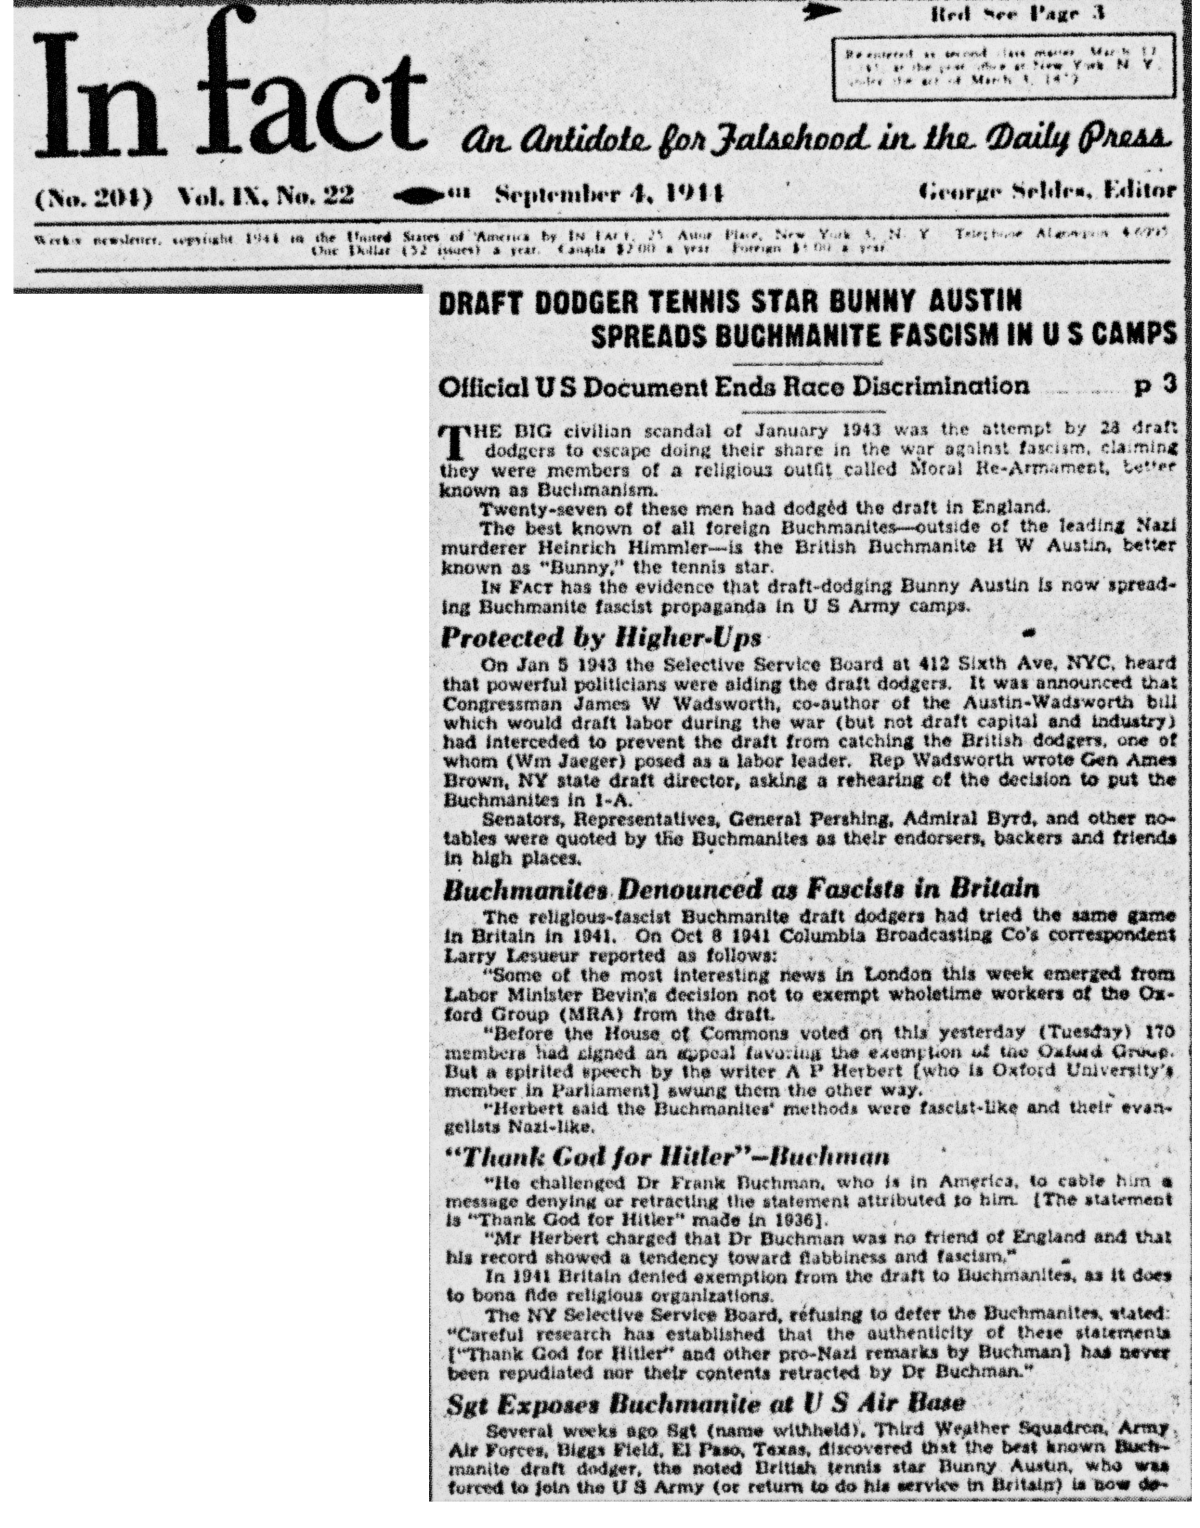 Red See Page 3
In fact
Reentered as second class matter, March 12,
at the post office at New York, N. Y.,
under the act of March 3, 1879
An Antidote for Falsehood in the Daily Press
(No. 204) Vol. IX, No. 22
September 4, 1944
George Seldes, Editor
Weekly newsletter, copyright 1944 in the United States of America by IN FACT, 25 Astor Place, New York 3, N. Y. Telephone Algonquin
One Dollar (52 issues) a year. Canada $2.00 a year. Foreign a year
DRAFT DODGER TENNIS STAR BUNNY AUSTIN
SPREADS BUCHMANITE FASCISM IN U S CAMPS
Official U S Document Ends Race Discrimination p 3
THE BIG civilian scandal of January 1943 was the attempt by 28 draft
dodgers to escape doing their share in the war against fascism, claiming
they were members of a religious outfit called Moral Re-Armament, better
known as Buchmanism.
Twenty-seven of these men had dodged the draft in England.
The best known of all foreign Buchmanites—outside of the leading Nazi
murderer Heinrich Himmler—is the British Buchmanite H W Austin, better
known as "Bunny," the tennis star.
IN FACT has the evidence that draft-dodging Bunny Austin is now spread-
ing Buchmanite fascist propaganda in U S Army camps.
Protected by Higher-Ups
On Jan 5 1943 the Selective Service Board at 412 Sixth Ave, NYC, heard
that powerful politicians were aiding the draft dodgers. It was announced that
Congressman James W Wadsworth, co-author of the Austin-Wadsworth bill
which would draft labor during the war (but not draft capital and industry)
had interceded to prevent the draft from catching the British dodgers, one of
whom (Wm Jaeger) posed as a labor leader. Rep Wadsworth wrote Gen Ames
Brown, NY state draft director, asking a rehearing of the decision to put the
Buchmanites in 1-A.
Senators, Representatives, General Pershing, Admiral Byrd, and other no-
tables were quoted by the Buchmanites as their endorsers, backers and friends
in high places.
Buchmanites Denounced as Fascists in Britain
The religious-fascist Buchmanite draft dodgers had tried the same game
in Britain in 1941. On Oct 8 1941 Columbia Broadcasting Co's correspondent
Larry Lesueur reported as follows:
"Some of the most interesting news in London this week emerged from
Labor Minister Bevin's decision not to exempt wholetime workers of the Ox-
ford Group (MRA) from the draft.
"Before the House of Commons voted on this yesterday (Tuesday) 170
members had signed an appeal favoring the exemption of the Oxford Group.
But a spirited speech by the writer A P Herbert [who is Oxford University's
member in Parliament] swung them the other way.
"Herbert said the Buchmanites' methods were fascist-like and their evan-
gelists Nazi-like.
"Thank God for Hitler"—Buchman
"He challenged Dr Frank Buchman, who is in America, to cable him a
message denying or retracting the statement attributed to him. [The statement
is "Thank God for Hitler" made in 1936].
"Mr Herbert charged that Dr Buchman was no friend of England and that
his record showed a tendency toward flabbiness and fascism."
In 1941 Britain denied exemption from the draft to Buchmanites, as it does
to bona fide religious organizations.
The NY Selective Service Board, refusing to defer the Buchmanites, stated:
"Careful research has established that the authenticity of these statements
["Thank God for Hitler" and other pro-Nazi remarks by Buchman] has never
been repudiated nor their contents retracted by Dr Buchman."
Sgt Exposes Buchmanite at U S Air Base
Several weeks ago Sgt (name withheld), Third Weather Squadron, Army
Air Forces, Biggs Field, El Paso, Texas, discovered that the best known Buch-
manite draft dodger, the noted British tennis star Bunny Austin, who was
forced to join the U S Army (or return to do his service in Britain) is now de-